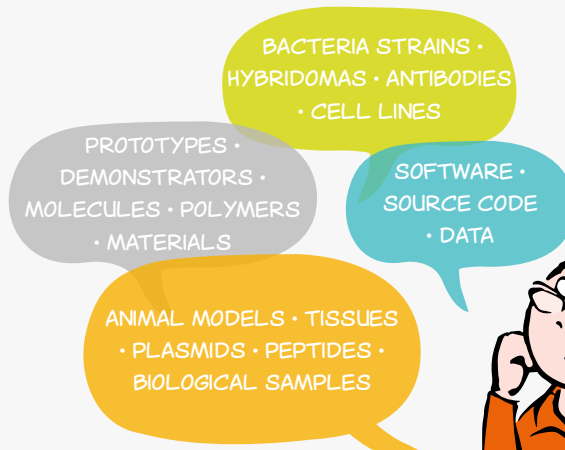 BACTERIA STRAINS •
HYBRIDOMAS • ANTIBODIES
• CELL LINES
PROTOTYPES •
DEMONSTRATORS •
MOLECULES • POLYMERS
• MATERIALS
SOFTWARE •
SOURCE CODE
• DATA
ANIMAL MODELS • TISSUES
• PLASMIDS • PEPTIDES •
BIOLOGICAL SAMPLES